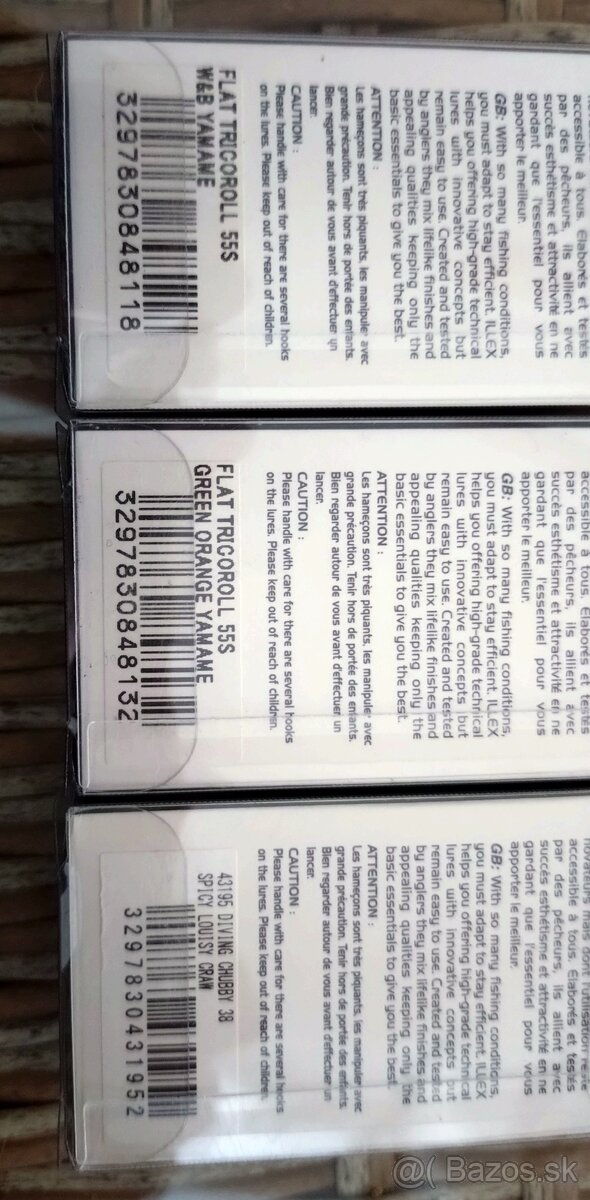 accessible à tous. Elaborés et testés
par des pêcheurs, ils allient avec
succès esthétisme et attractivité en ne
gardant que l'essentiel pour vous
apporter le meilleur.
GB: With so many fishing conditions,
you must adapt to stay efficient. ILLEX
helps you offering high-grade technical
lures with innovative concepts but
remain easy to use. Created and tested
by anglers they mix lifelike finishes and
appealing qualities keeping only the
basic essentials to give you the best.
ATTENTION :
Les hameçons sont très piquants, les manipuler avec
grande précaution. Tenir hors de portée des enfants.
Bien regarder autour de vous avant d'effectuer un
lancer.
CAUTION :
Please handle with care for there are several hooks
on the lures. Please keep out of reach of children.
FLAT TRICOROLL 55S
W&B YAMAME
3297830848118
accessible à tous. Elaborés et testés
par des pêcheurs, ils allient avec
succès esthétisme et attractivité en ne
gardant que l'essentiel pour vous
apporter le meilleur.
GB: With so many fishing conditions,
you must adapt to stay efficient. ILLEX
helps you offering high-grade technical
lures with innovative concepts but
remain easy to use. Created and tested
by anglers they mix lifelike finishes and
appealing qualities keeping only the
basic essentials to give you the best.
ATTENTION :
Les hameçons sont très piquants, les manipuler avec
grande précaution. Tenir hors de portée des enfants.
Bien regarder autour de vous avant d'effectuer un
lancer.
CAUTION :
Please handle with care for there are several hooks
on the lures. Please keep out of reach of children.
FLAT TRICOROLL 55S
GREEN ORANGE YAMAME
3297830848132
novateurs mais dont l'utilisation reste
accessible à tous. Elaborés et testés
par des pêcheurs, ils allient avec
succès esthétisme et attractivité en ne
gardant que l'essentiel pour vous
apporter le meilleur.
GB: With so many fishing conditions,
you must adapt to stay efficient. ILLEX
helps you offering high-grade technical
lures with innovative concepts but
remain easy to use. Created and tested
by anglers they mix lifelike finishes and
appealing qualities keeping only the
basic essentials to give you the best.
ATTENTION :
Les hameçons sont très piquants, les manipuler avec
grande précaution. Tenir hors de portée des enfants.
Bien regarder autour de vous avant d'effectuer un
lancer.
CAUTION :
Please handle with care for there are several hooks
on the lures. Please keep out of reach of children.
43195 DIVING CHUBBY 38
SPICY LOUISY CRAW
3297830431952
@( Bazos.sk